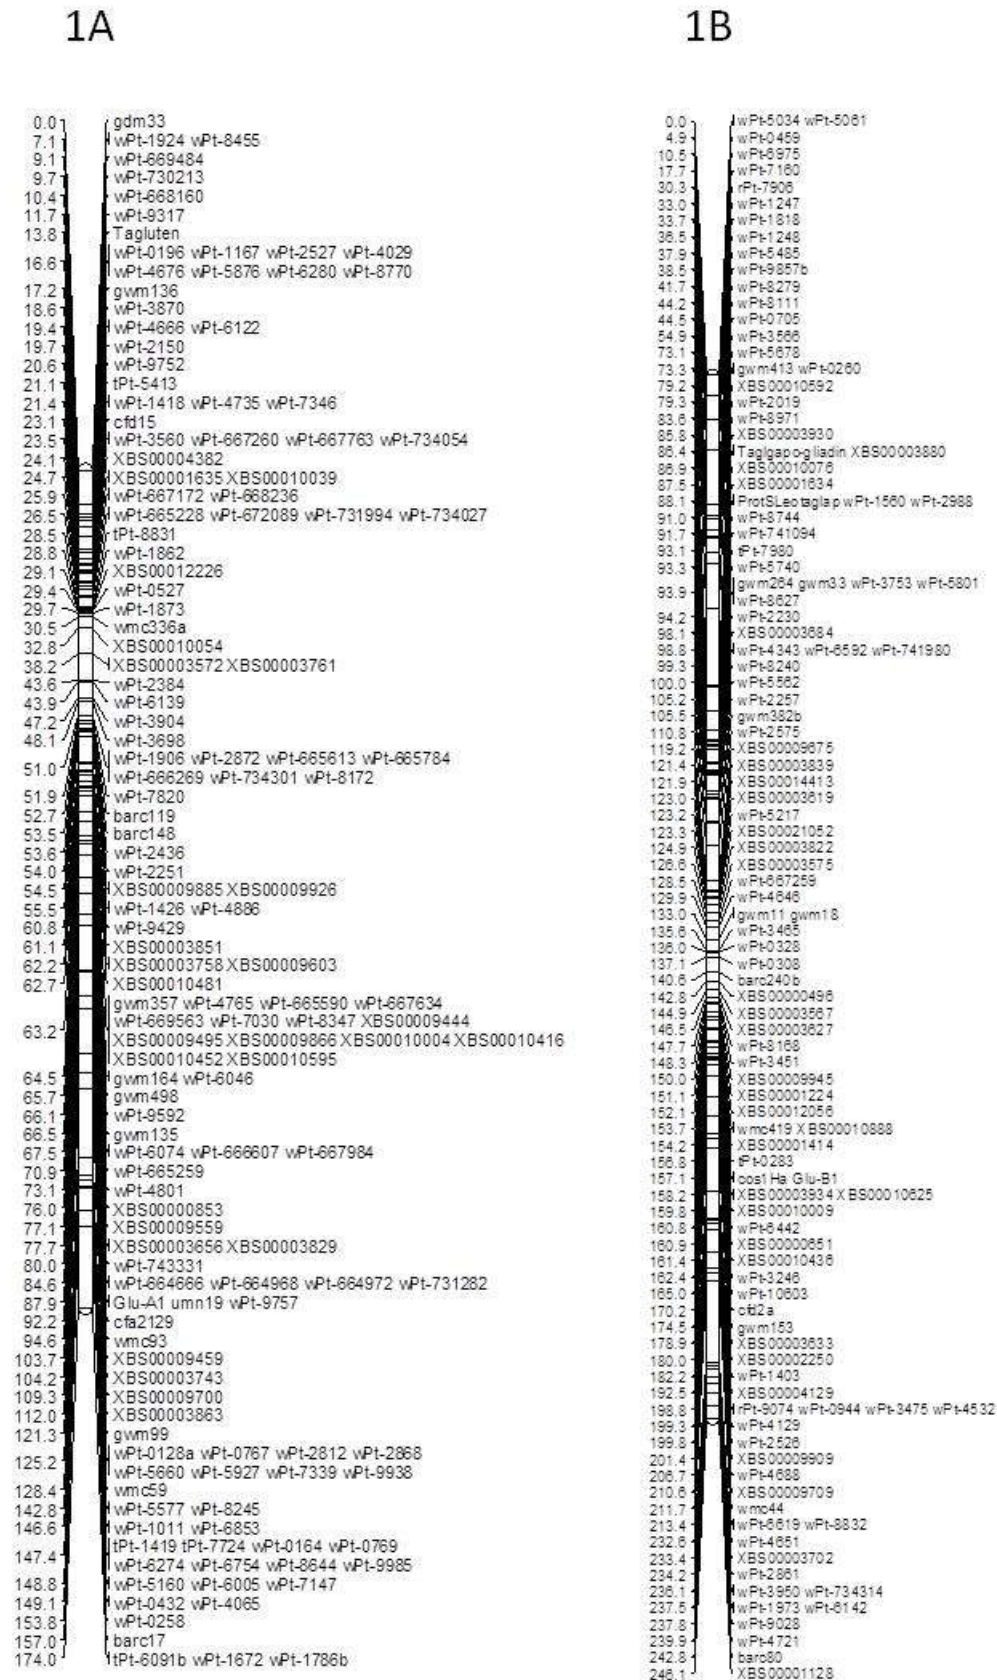 1A
0.0 gdm33
7.1 wPt-1924 wPt-8455
9.1 wPt-669484
9.7 wPt-730213
10.4 wPt-668160
11.7 wPt-9317
13.8 Tagluten
wPt-0196 wPt-1167 wPt-2527 wPt-4029
16.6 wPt-4676 wPt-5876 wPt-6280 wPt-8770
17.2 gwm136
18.6 wPt-3870
19.4 wPt-4666 wPt-6122
19.7 wPt-2150
20.6 wPt-9752
21.1 tPt-5413
21.4 wPt-1418 wPt-4735 wPt-7346
23.1 cfd15
23.5 wPt-3560 wPt-667260 wPt-667763 wPt-734054
24.1 XBS00004382
24.7 XBS00001635 XBS00010039
25.9 wPt-667172 wPt-668236
26.5 wPt-665228 wPt-672089 wPt-731994 wPt-734027
28.5 tPt-8831
28.8 wPt-1862
29.1 XBS00012226
29.4 wPt-0527
29.7 wPt-1873
30.5 wmc336a
32.8 XBS00010054
38.2 XBS00003572 XBS00003761
43.6 wPt-2384
43.9 wPt-6139
47.2 wPt-3904
48.1 wPt-3698
wPt-1906 wPt-2872 wPt-665613 wPt-665784
51.0 wPt-666269 wPt-734301 wPt-8172
51.9 wPt-7820
52.7 barc119
53.5 barc148
53.6 wPt-2436
54.0 wPt-2251
54.5 XBS00009885 XBS00009926
55.5 wPt-1426 wPt-4886
60.8 wPt-9429
61.1 XBS00003851
62.2 XBS00003758 XBS00009603
62.7 XBS00010481
gwm357 wPt-4765 wPt-665590 wPt-667634
wPt-669563 wPt-7030 wPt-8347 XBS00009444
63.2 XBS00009495 XBS00009866 XBS00010004 XBS00010416
XBS00010452 XBS00010595
64.5 gwm164 wPt-6046
65.7 gwm498
66.1 wPt-9592
66.5 gwm135
67.5 wPt-6074 wPt-666607 wPt-667984
70.9 wPt-665259
73.1 wPt-4801
76.0 XBS00000853
77.1 XBS00009559
77.7 XBS00003656 XBS00003829
80.0 wPt-743331
84.6 wPt-664666 wPt-664968 wPt-664972 wPt-731282
87.9 Glu-A1 umn19 wPt-9757
92.2 cfa2129
94.6 wmc93
103.7 XBS00009459
104.2 XBS00003743
109.3 XBS00009700
112.0 XBS00003863
121.3 gwm99
wPt-0128a wPt-0767 wPt-2812 wPt-2868
125.2 wPt-5660 wPt-5927 wPt-7339 wPt-9938
128.4 wmc59
142.8 wPt-5577 wPt-8245
146.6 wPt-1011 wPt-6853
tPt-1419 tPt-7724 wPt-0164 wPt-0769
147.4 wPt-6274 wPt-6754 wPt-8644 wPt-9985
148.8 wPt-5160 wPt-6005 wPt-7147
149.1 wPt-0432 wPt-4065
153.8 wPt-0258
157.0 barc17
174.0 tPt-6091b wPt-1672 wPt-1786b
1B
0.0 wPt-5034 wPt-5061
4.9 wPt-0459
10.5 wPt-6975
17.7 wPt-7160
30.3 rPt-7906
33.0 wPt-1247
33.7 wPt-1818
36.5 wPt-1248
37.9 wPt-5485
38.5 wPt-9857b
41.7 wPt-8279
44.2 wPt-8111
44.5 wPt-0705
54.9 wPt-3566
73.1 wPt-5678
73.3 gwm413 wPt-0260
79.2 XBS00010592
79.3 wPt-2019
83.6 wPt-8971
85.8 XBS00003930
86.4 Taglgapo-gliadin XBS00003880
86.9 XBS00010076
87.5 XBS00001634
88.1 ProtSLeotaglap wPt-1560 wPt-2988
91.0 wPt-8744
91.7 wPt-741094
93.1 tPt-7980
93.3 wPt-5740
gwm264 gwm33 wPt-3753 wPt-5801
93.9 wPt-8627
94.2 wPt-2230
98.1 XBS00003684
98.8 wPt-4343 wPt-6592 wPt-741980
99.3 wPt-8240
100.0 wPt-5562
105.2 wPt-2257
105.5 gwm382b
110.8 wPt-2575
119.2 XBS00009675
121.4 XBS00003839
121.9 XBS00014413
123.0 XBS00003619
123.2 wPt-5217
123.3 XBS00021052
124.9 XBS00003822
126.6 XBS00003575
128.5 wPt-667259
129.9 wPt-4646
133.0 gwm11 gwm18
135.6 wPt-3465
136.0 wPt-0328
137.1 wPt-0308
140.6 barc240b
142.8 XBS00000496
144.9 XBS00003567
146.5 XBS00003627
147.7 wPt-8168
148.3 wPt-3451
150.0 XBS00009945
151.1 XBS00001224
152.1 XBS00012056
153.7 wmc419 XBS00010888
154.2 XBS00001414
156.8 tPt-0283
157.1 cos1Ha Glu-B1
158.2 XBS00003934 XBS00010625
159.8 XBS00010009
160.8 wPt-6442
160.9 XBS00000651
161.4 XBS00010436
162.4 wPt-3246
165.0 wPt-10603
170.2 cfd2a
174.5 gwm153
178.9 XBS00003633
180.0 XBS00002250
182.2 wPt-1403
192.5 XBS00004129
198.8 rPt-9074 wPt-0944 wPt-3475 wPt-4532
199.3 wPt-4129
199.8 wPt-2526
201.4 XBS00009909
206.7 wPt-4688
210.6 XBS00009709
211.7 wmc44
213.4 wPt-6619 wPt-8832
232.6 wPt-4651
233.4 XBS00003702
234.2 wPt-2861
236.1 wPt-3950 wPt-734314
237.5 wPt-1973 wPt-6142
237.8 wPt-9028
239.9 wPt-4721
242.8 barc80
246.1 XBS00001128